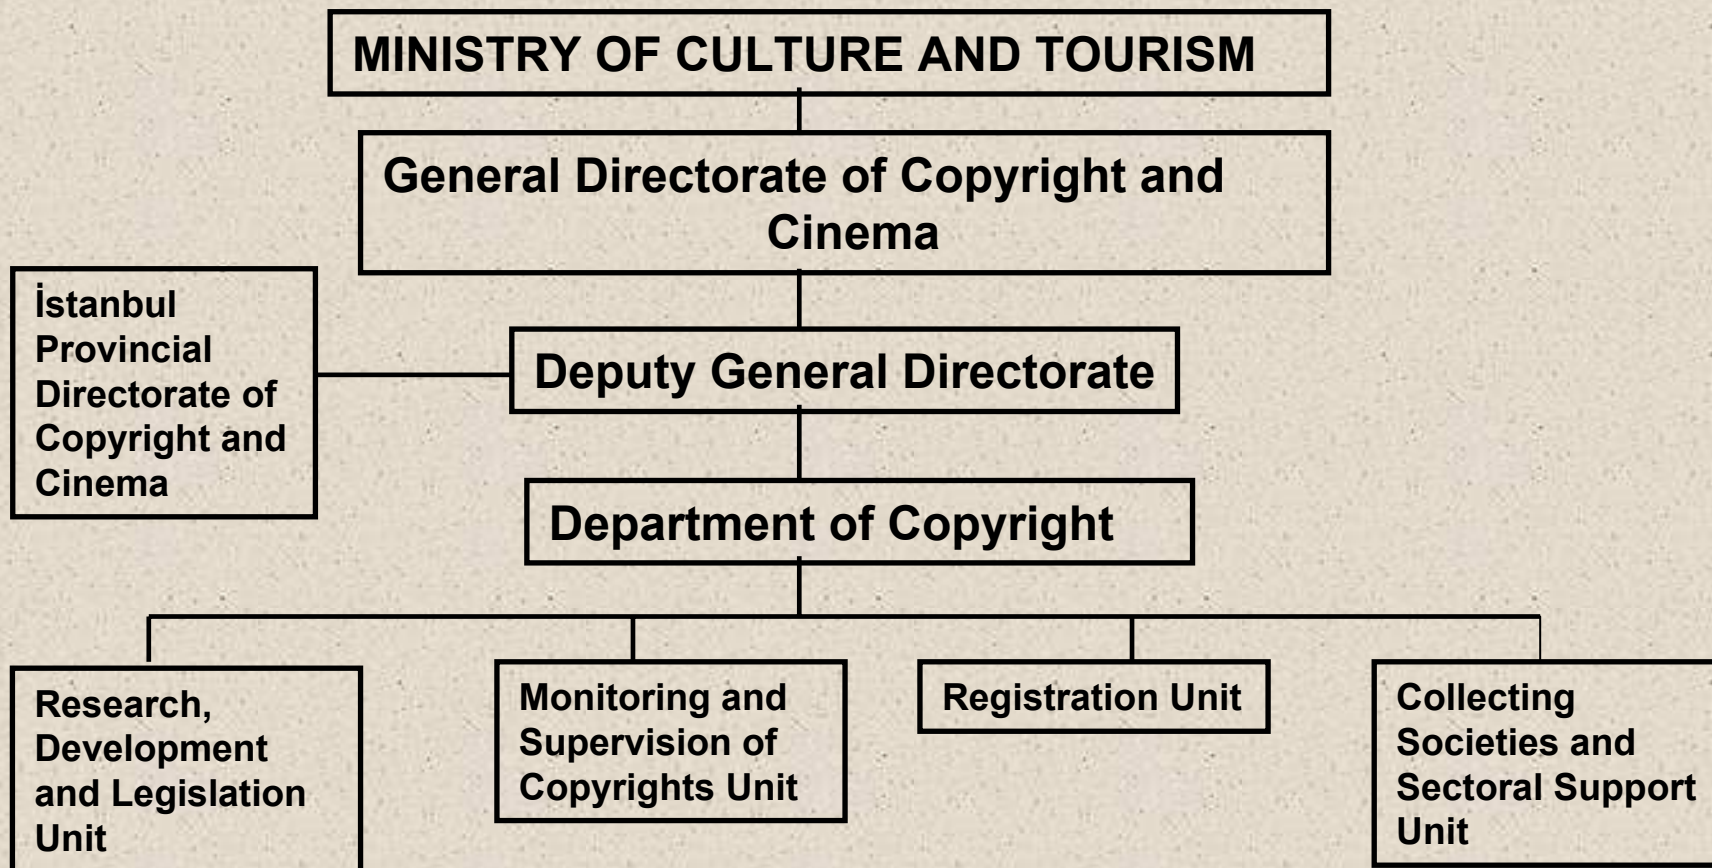 MINISTRY OF CULTURE AND TOURISM
General Directorate of Copyright and
Cinema
İstanbul
Provincial
Directorate of
Copyright and
Cinema
Deputy General Directorate
Department of Copyright
Research,
Development
and Legislation
Unit
Monitoring and
Supervision of
Copyrights Unit
Registration Unit
Collecting
Societies and
Sectoral Support
Unit